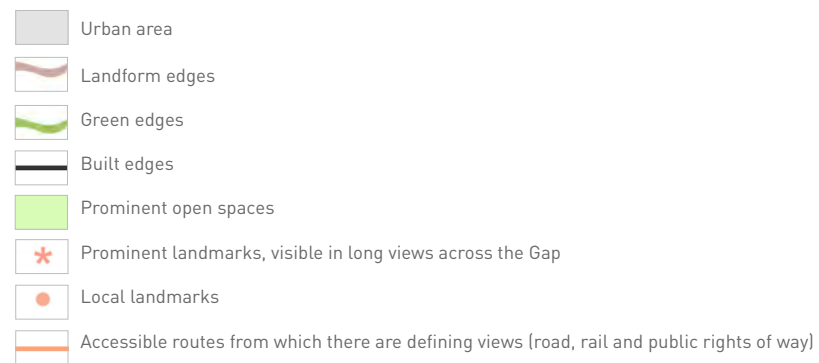 Urban area
Landform edges
Green edges
Built edges
Prominent open spaces
Prominent landmarks, visible in long views across the Gap
Local landmarks
Accessible routes from which there are defining views (road, rail and public rights of way)